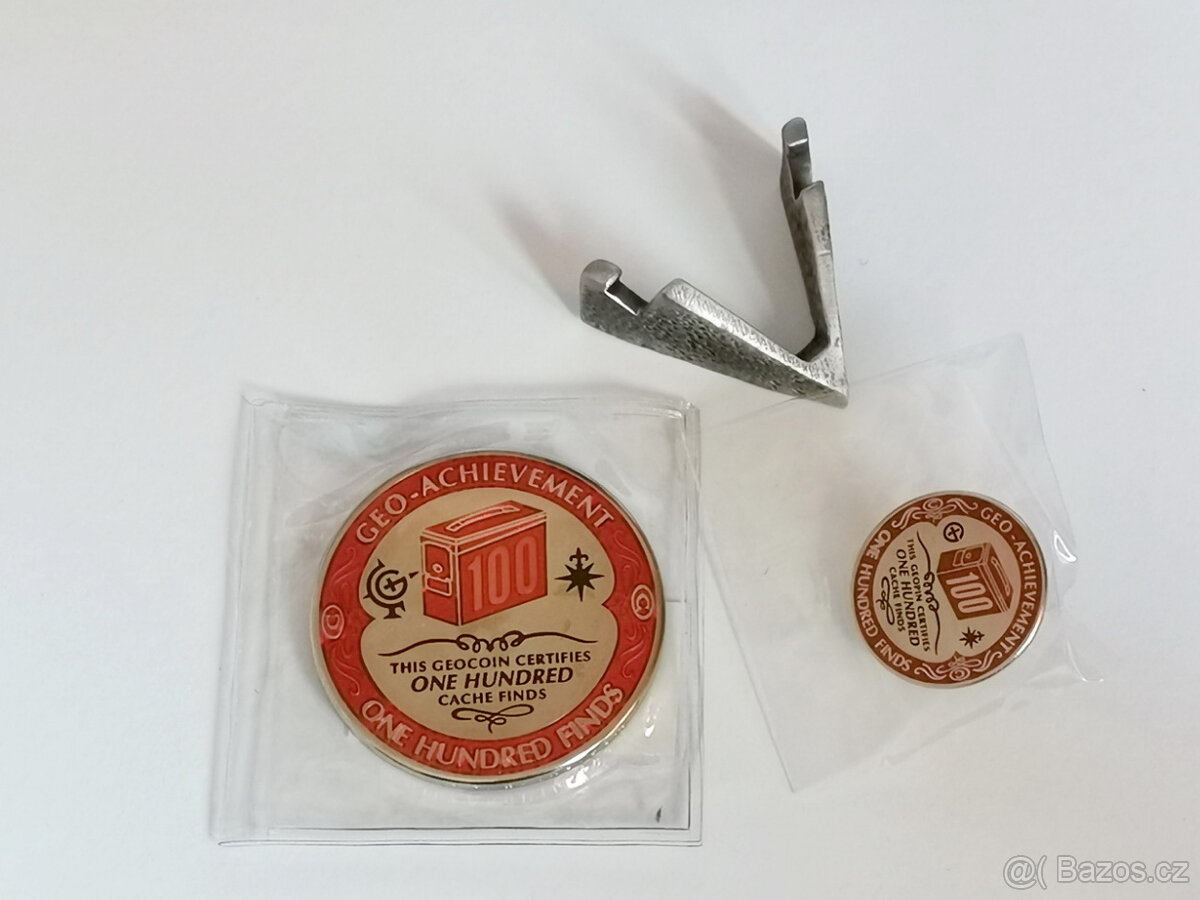 GEO-ACHIEVEMENT
100
THIS GEOCOIN CERTIFIES
ONE HUNDRED
CACHE FINDS
ONE HUNDRED FINDS
GEO-ACHIEVEMENT
100
THIS GEOPIN CERTIFIES
ONE HUNDRED
CACHE FINDS
ONE HUNDRED FINDS
@( Bazos.cz